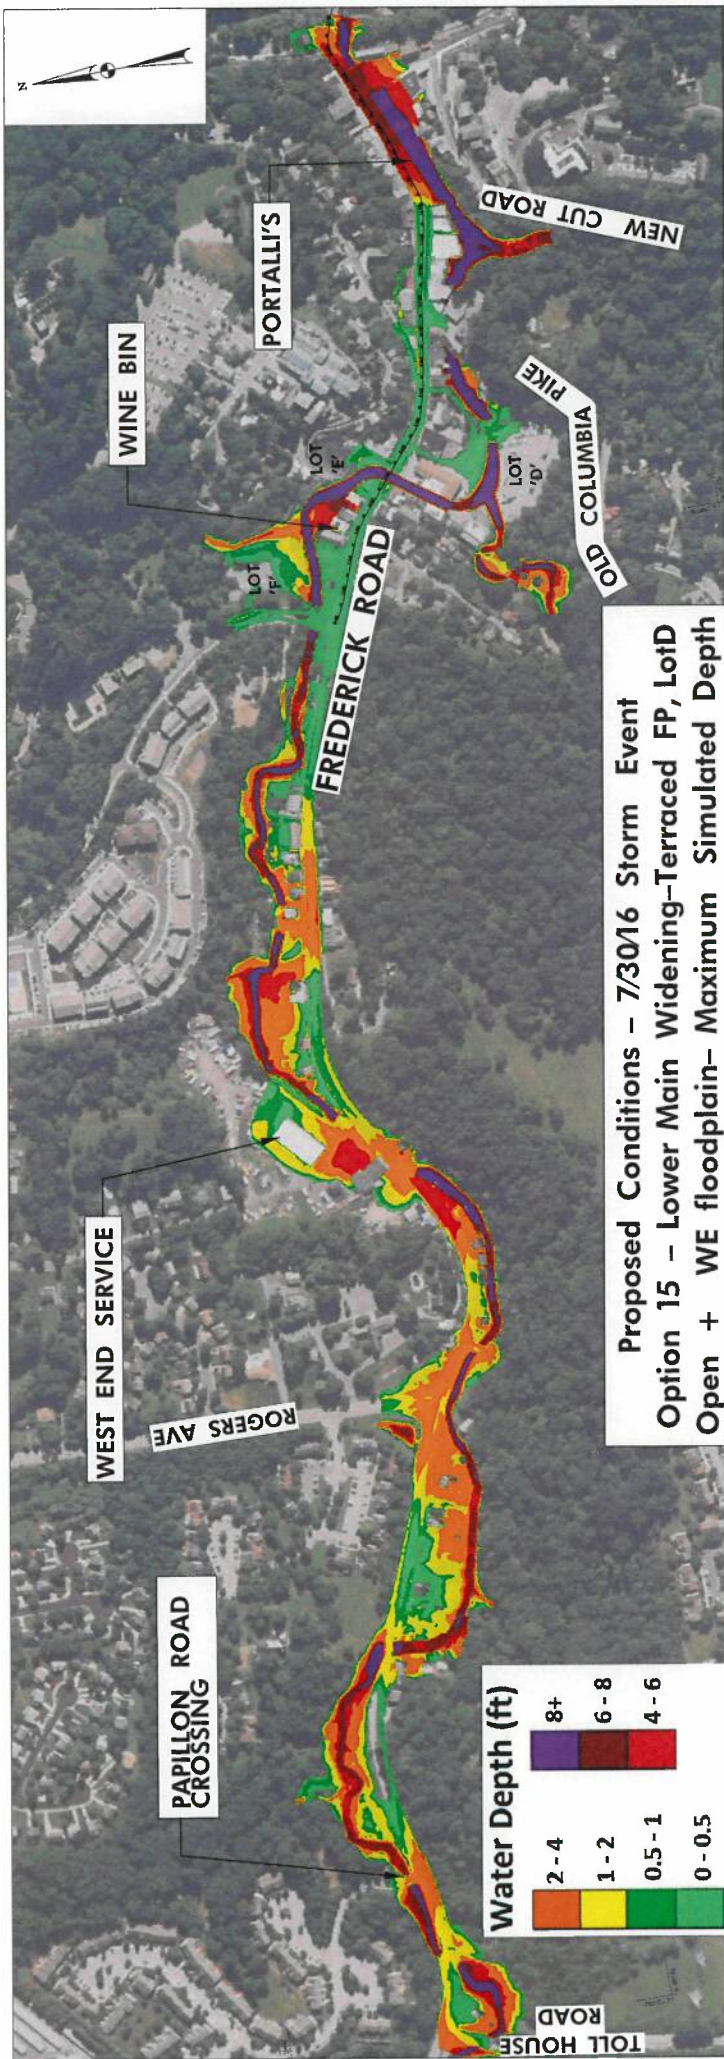 N
PAPILLON ROAD
CROSSING
WEST END SERVICE
WINE BIN
PORTALLI'S
ROGERS AVE
LOT
'F'
LOT
'E'
FREDERICK ROAD
LOT
'D'
NEW CUT ROAD
OLD COLUMBIA PIKE
TOLL HOUSE
ROAD
Water Depth (ft)
2 - 4
1 - 2
0.5 - 1
0 - 0.5
8+
6 - 8
4 - 6
Proposed Conditions – 7/30/16 Storm Event
Option 15 – Lower Main Widening–Terraced FP, LotD
Open + WE floodplain– Maximum Simulated Depth